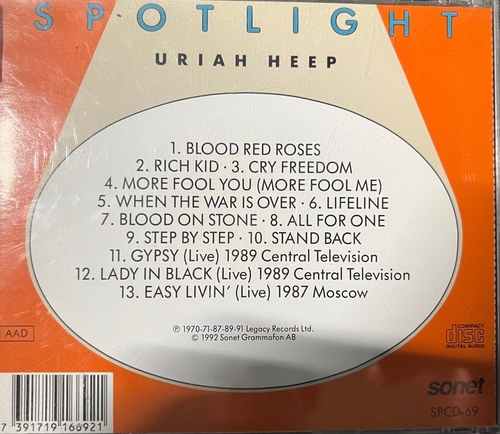 SPOTLIGHT
URIAH HEEP
1. BLOOD RED ROSES
2. RICH KID · 3. CRY FREEDOM
4. MORE FOOL YOU (MORE FOOL ME)
5. WHEN THE WAR IS OVER · 6. LIFELINE
7. BLOOD ON STONE · 8. ALL FOR ONE
9. STEP BY STEP · 10. STAND BACK
11. GYPSY (Live) 1989 Central Television
12. LADY IN BLACK (Live) 1989 Central Television
13. EASY LIVIN' (Live) 1987 Moscow
℗ 1970-71-87-89-91 Legacy Records Ltd.
© 1992 Sonet Grammofon AB
AAD
COMPACT
disc
DIGITAL AUDIO
sonet
SPCD-69
7 391719 166921